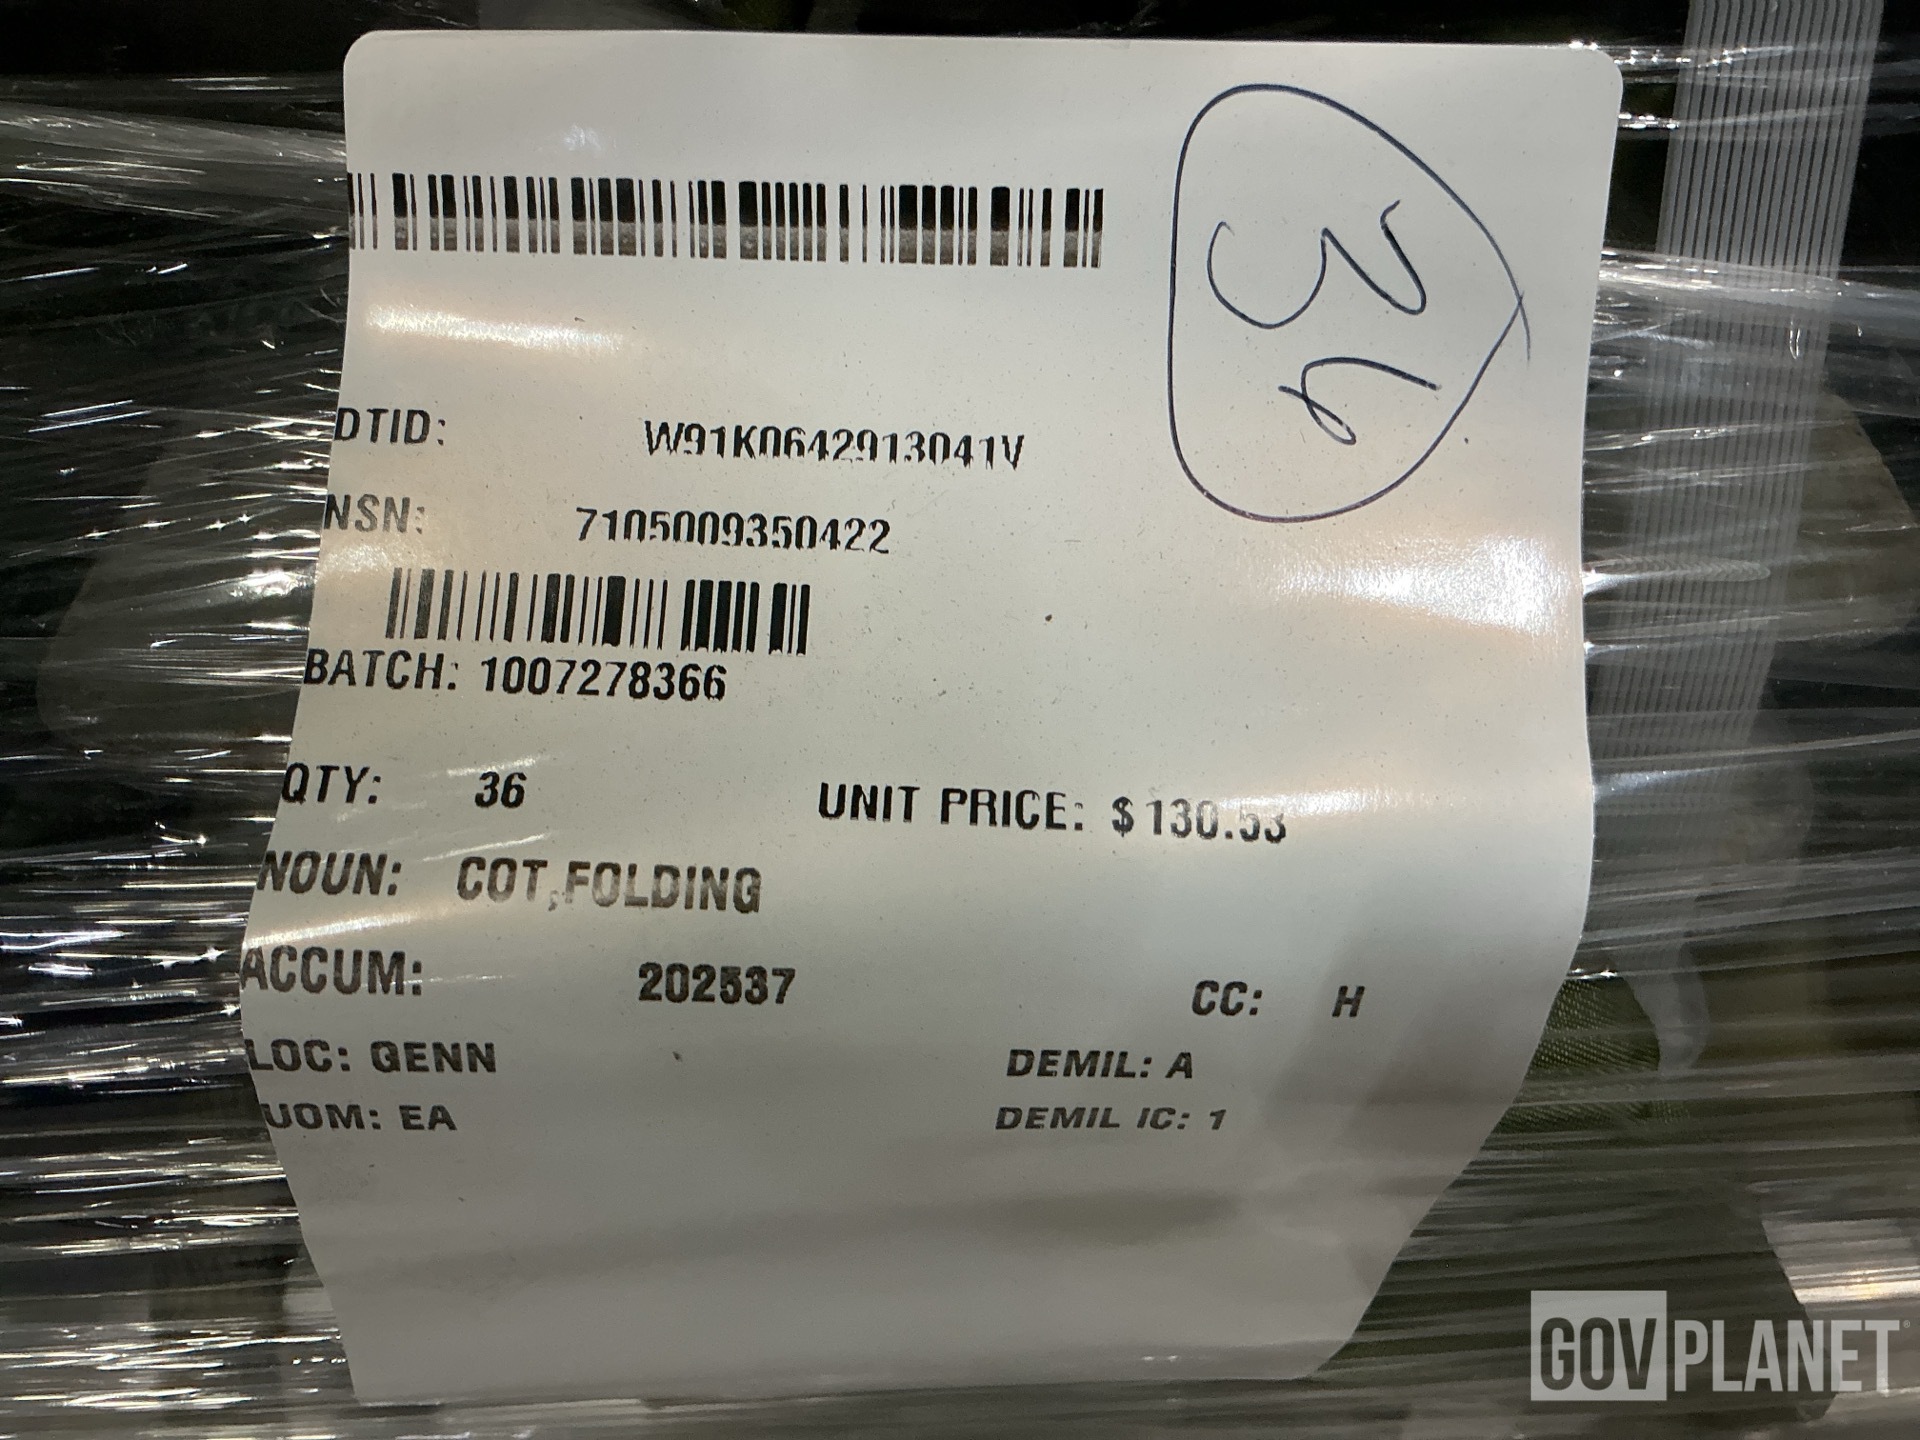 36
DTID: W91K0642913041V
NSN: 7105009350422
BATCH: 1007278366
QTY: 36 UNIT PRICE: $130.53
NOUN: COT,FOLDING
ACCUM: 202537 CC: H
LOC: GENN DEMIL: A
UOM: EA DEMIL IC: 1
GOVPLANET